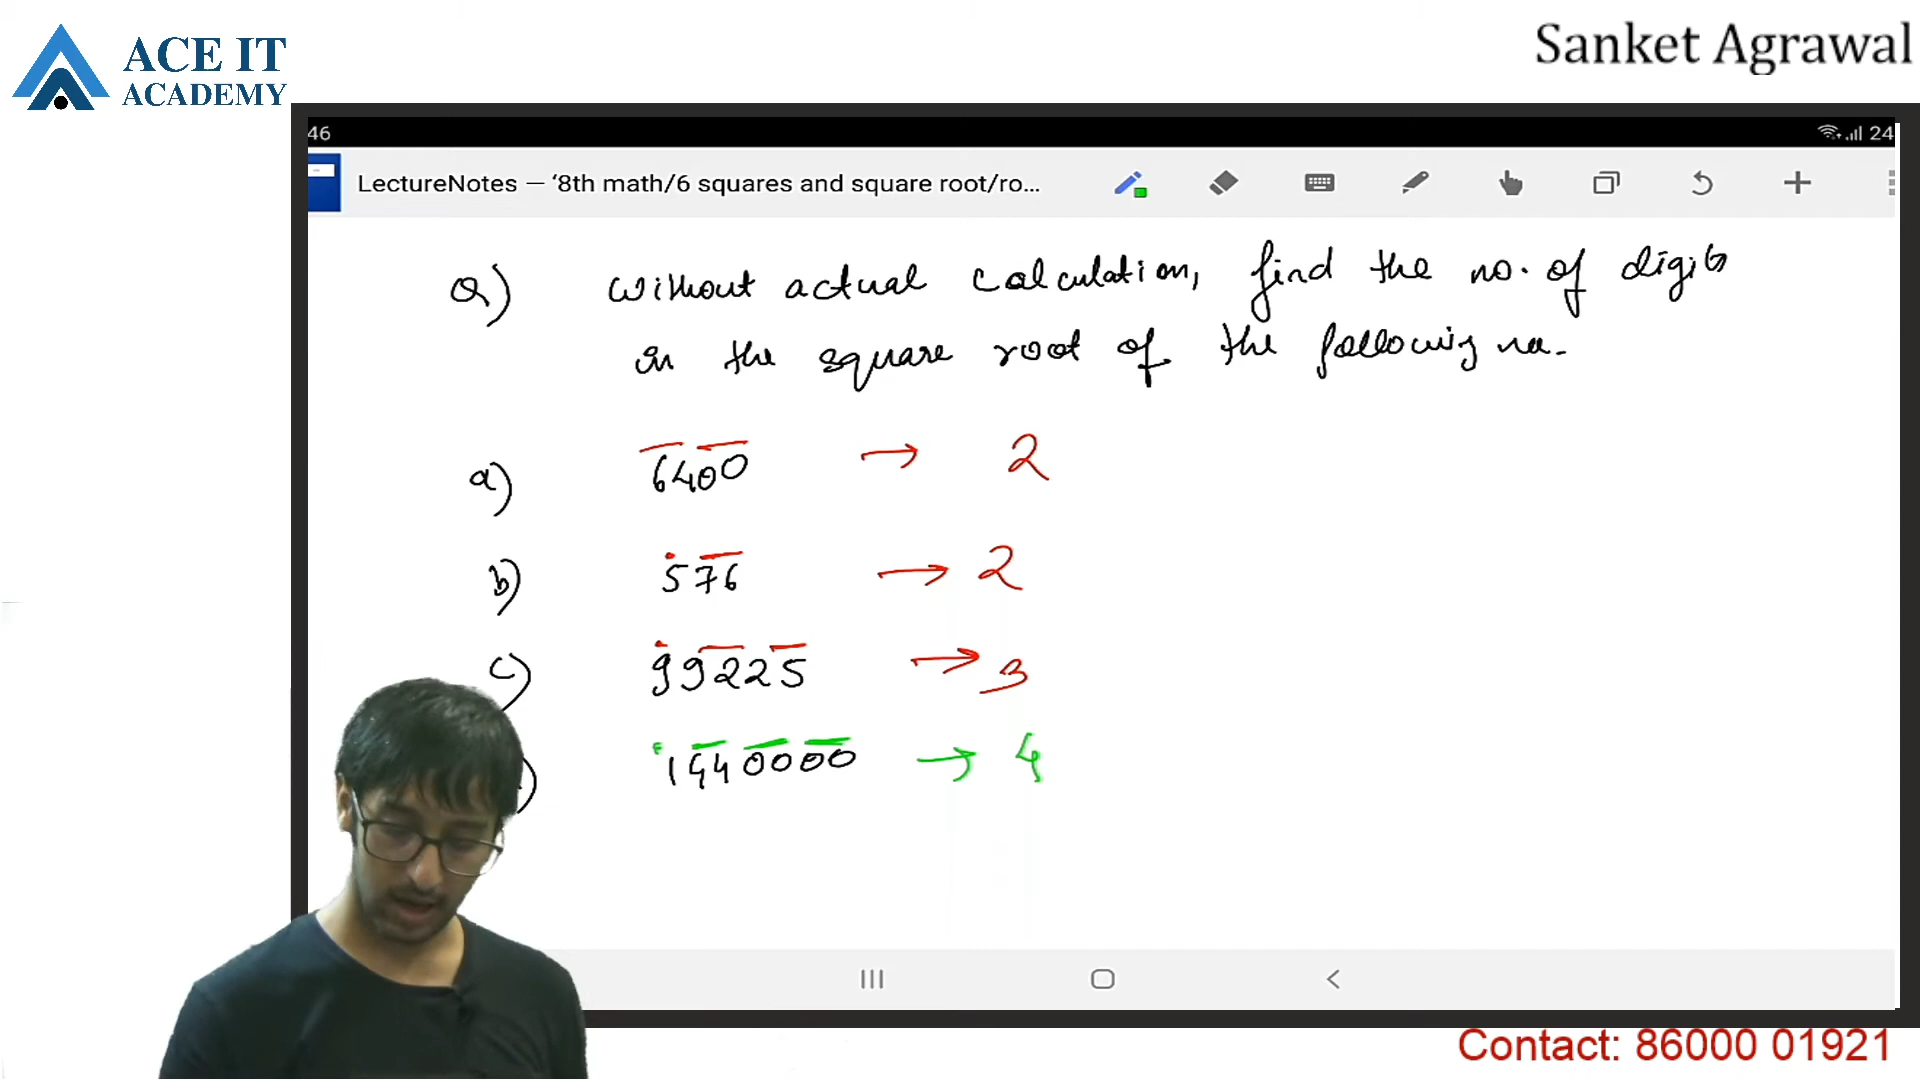 ACE IT
ACADEMY
Sanket Agrawal
46
24
LectureNotes — ‘8th math/6 squares and square root/ro...
Q) Without actual calculation, find the no. of digits
in the square root of the following no.
a) 6400 → 2
b) 576 → 2
c) 99225 → 3
) 1440000 → 4
Contact: 86000 01921